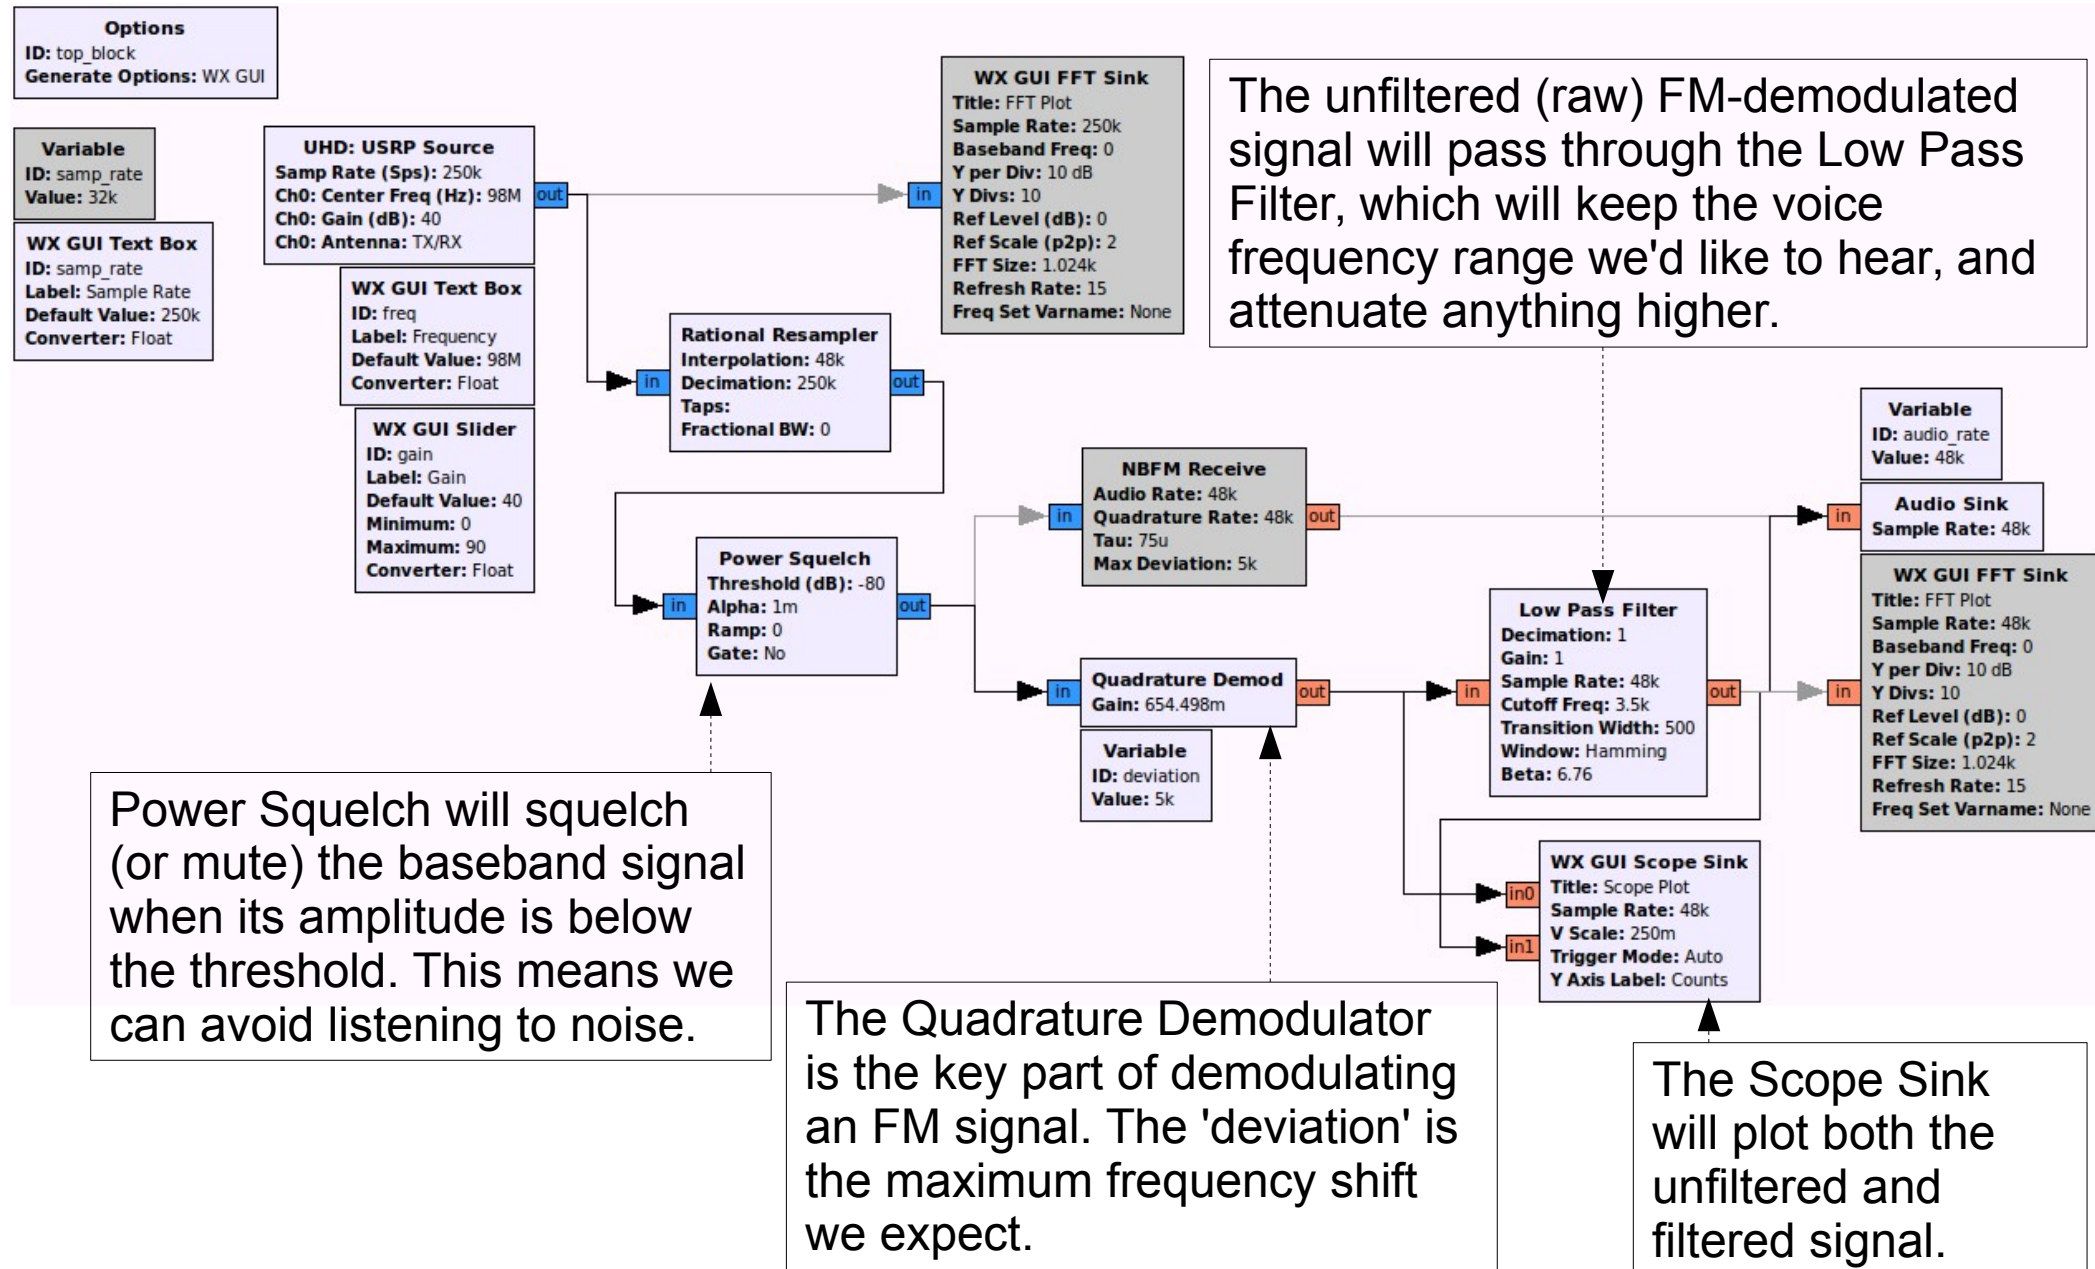 Options
ID: top_block
Generate Options: WX GUI
Variable
ID: samp_rate
Value: 32k
WX GUI Text Box
ID: samp_rate
Label: Sample Rate
Default Value: 250k
Converter: Float
UHD: USRP Source
Samp Rate (Sps): 250k
Ch0: Center Freq (Hz): 98M
Ch0: Gain (dB): 40
Ch0: Antenna: TX/RX
out
WX GUI Text Box
ID: freq
Label: Frequency
Default Value: 98M
Converter: Float
WX GUI Slider
ID: gain
Label: Gain
Default Value: 40
Minimum: 0
Maximum: 90
Converter: Float
in
WX GUI FFT Sink
Title: FFT Plot
Sample Rate: 250k
Baseband Freq: 0
Y per Div: 10 dB
Y Divs: 10
Ref Level (dB): 0
Ref Scale (p2p): 2
FFT Size: 1.024k
Refresh Rate: 15
Freq Set Varname: None
The unfiltered (raw) FM-demodulated
signal will pass through the Low Pass
Filter, which will keep the voice
frequency range we'd like to hear, and
attenuate anything higher.
in
Rational Resampler
Interpolation: 48k
Decimation: 250k
Taps:
Fractional BW: 0
out
in
Power Squelch
Threshold (dB): -80
Alpha: 1m
Ramp: 0
Gate: No
out
in
NBFM Receive
Audio Rate: 48k
Quadrature Rate: 48k
Tau: 75u
Max Deviation: 5k
out
in
Quadrature Demod
Gain: 654.498m
out
Variable
ID: deviation
Value: 5k
in
Low Pass Filter
Decimation: 1
Gain: 1
Sample Rate: 48k
Cutoff Freq: 3.5k
Transition Width: 500
Window: Hamming
Beta: 6.76
out
Variable
ID: audio_rate
Value: 48k
in
Audio Sink
Sample Rate: 48k
in
WX GUI FFT Sink
Title: FFT Plot
Sample Rate: 48k
Baseband Freq: 0
Y per Div: 10 dB
Y Divs: 10
Ref Level (dB): 0
Ref Scale (p2p): 2
FFT Size: 1.024k
Refresh Rate: 15
Freq Set Varname: None
in0
in1
WX GUI Scope Sink
Title: Scope Plot
Sample Rate: 48k
V Scale: 250m
Trigger Mode: Auto
Y Axis Label: Counts
Power Squelch will squelch
(or mute) the baseband signal
when its amplitude is below
the threshold. This means we
can avoid listening to noise.
The Quadrature Demodulator
is the key part of demodulating
an FM signal. The 'deviation' is
the maximum frequency shift
we expect.
The Scope Sink
will plot both the
unfiltered and
filtered signal.